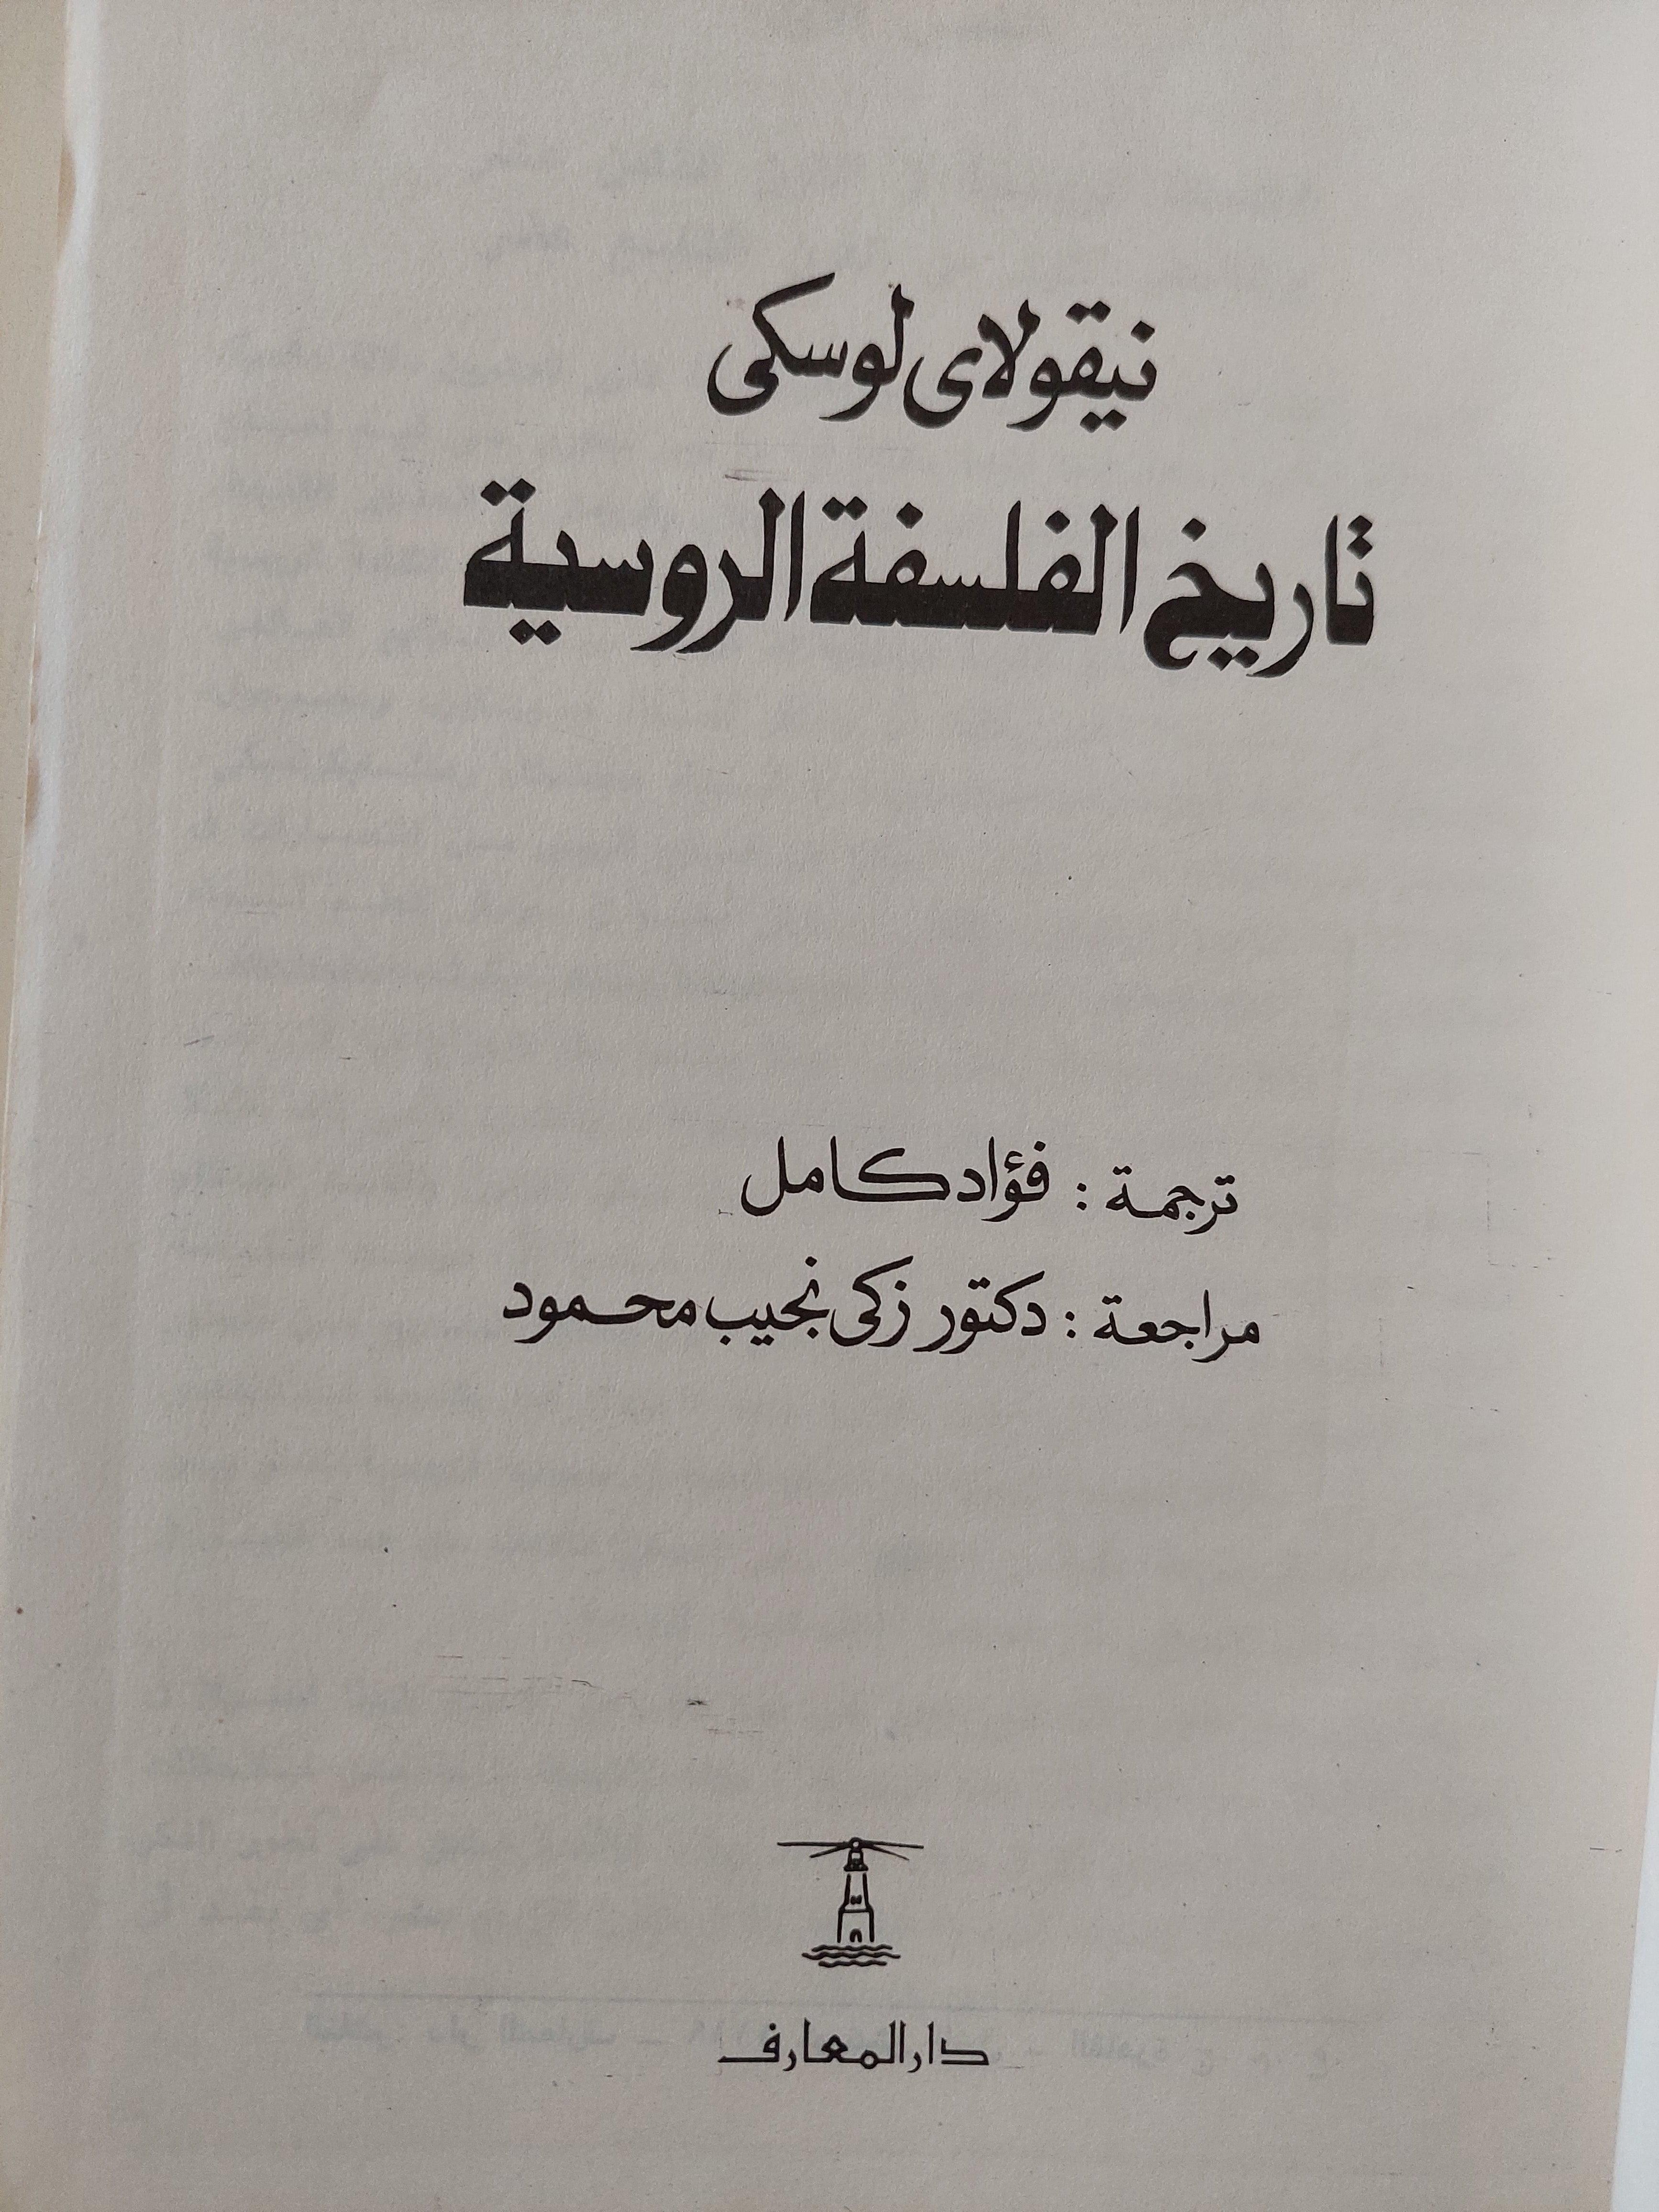 نيقولاى لوسكى
تاريخ الفلسفة الروسية
ترجمة : فؤاد كامل
مراجعة : دكتور زكى نجيب محمود
دار المعارف